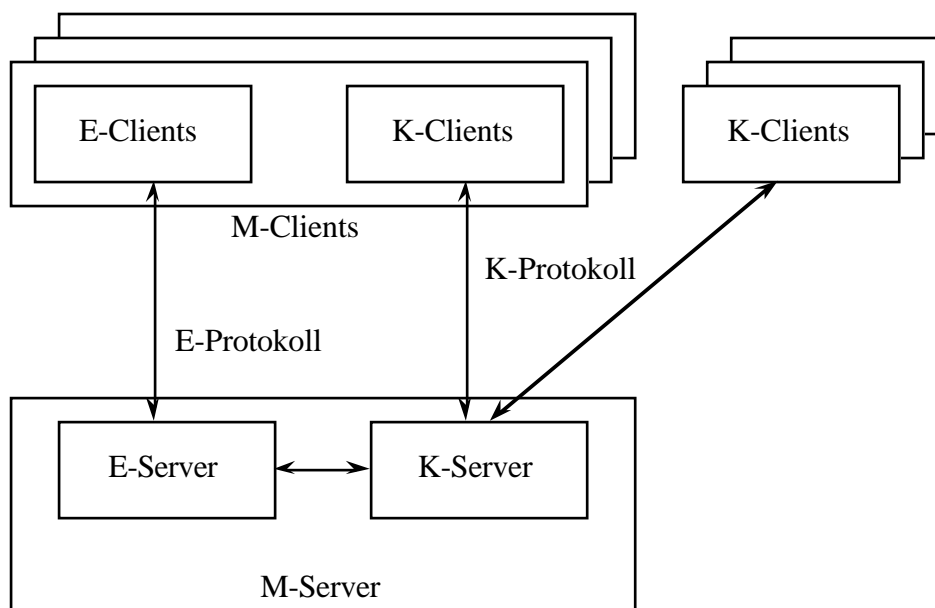 E-Clients
K-Clients
K-Clients
M-Clients
K-Protokoll
E-Protokoll
E-Server
K-Server
M-Server